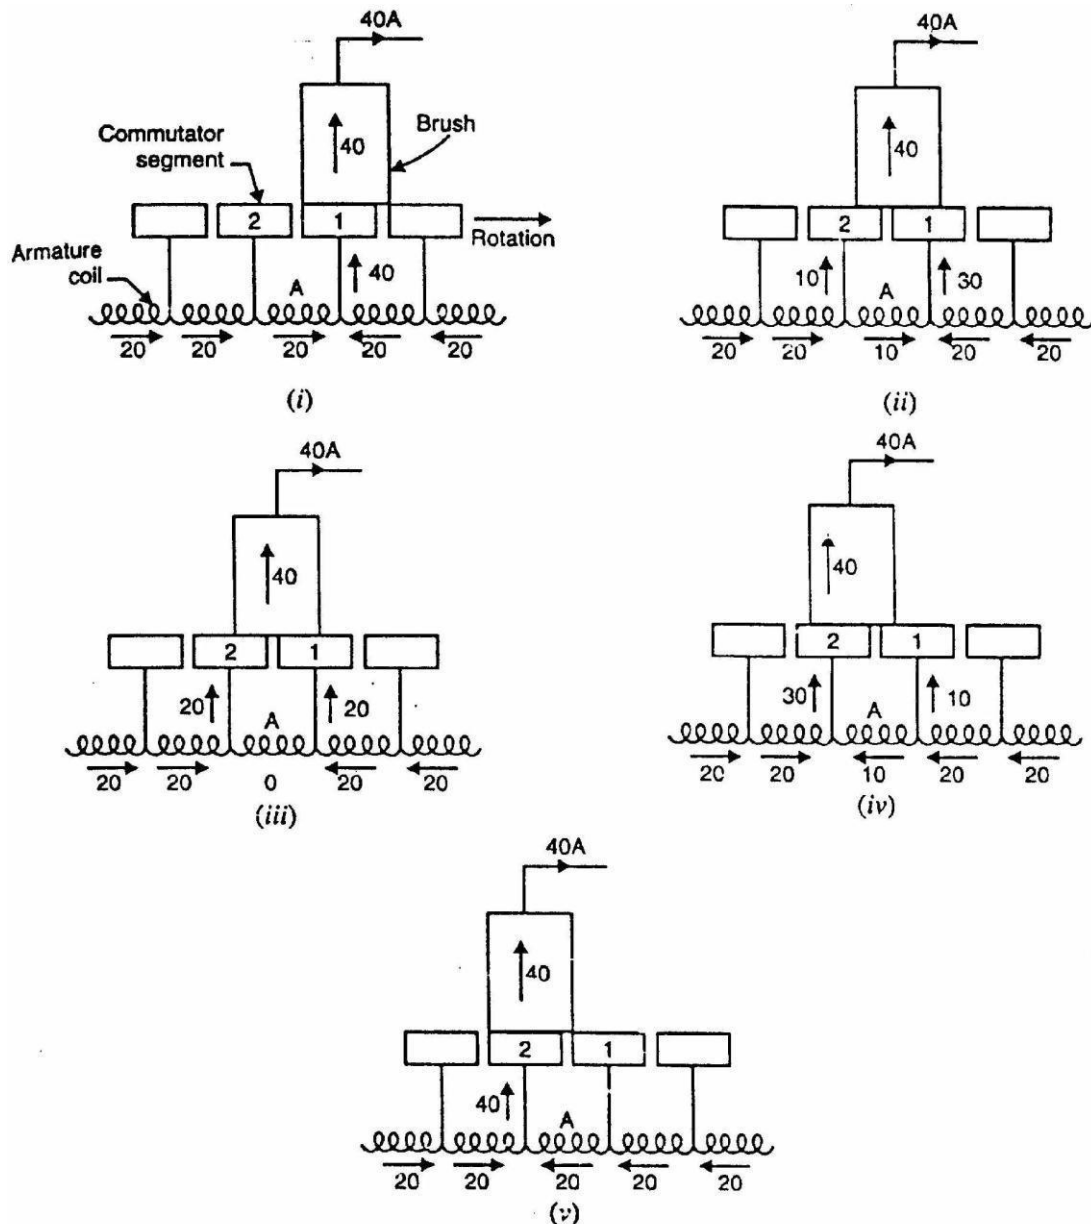 40A
40
Brush
Commutator
segment
2 1
Rotation
Armature
coil
A
40
20 20 20 20 20
(i)
40A
40
2 1
10 A 30
20 20 10 20 20
(ii)
40A
40
2 1
20 A 20
20 20 0 20 20
(iii)
40A
40
2 1
30 A 10
20 20 10 20 20
(iv)
40A
40
2 1
40 A
20 20 20 20 20
(v)